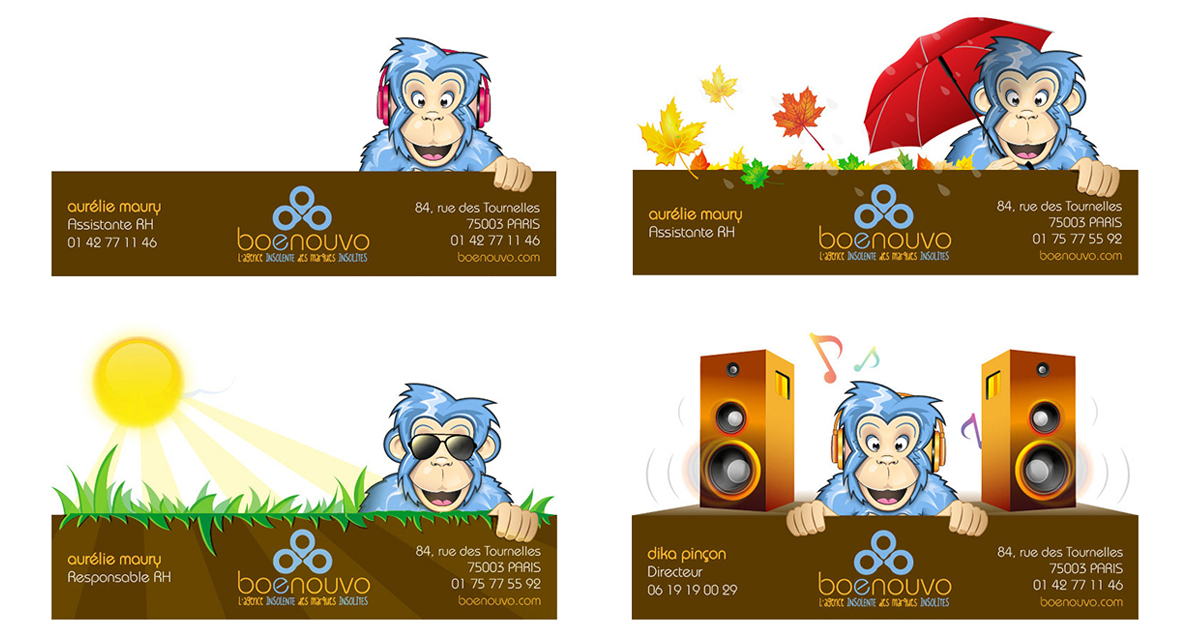 aurélie maury
Assistante RH
01 42 77 11 46
boenouvo
L'agence INSOLENTE des marques INSOLITES
84, rue des Tournelles
75003 PARIS
01 42 77 11 46
boenouvo.com
aurélie maury
Assistante RH
boenouvo
L'agence INSOLENTE des marques INSOLITES
84, rue des Tournelles
75003 PARIS
01 75 77 55 92
boenouvo.com
aurélie maury
Responsable RH
boenouvo
L'agence INSOLENTE des marques INSOLITES
84, rue des Tournelles
75003 PARIS
01 75 77 55 92
boenouvo.com
dika pinçon
Directeur
06 19 19 00 29
boenouvo
L'agence INSOLENTE des marques INSOLITES
84, rue des Tournelles
75003 PARIS
01 42 77 11 46
boenouvo.com